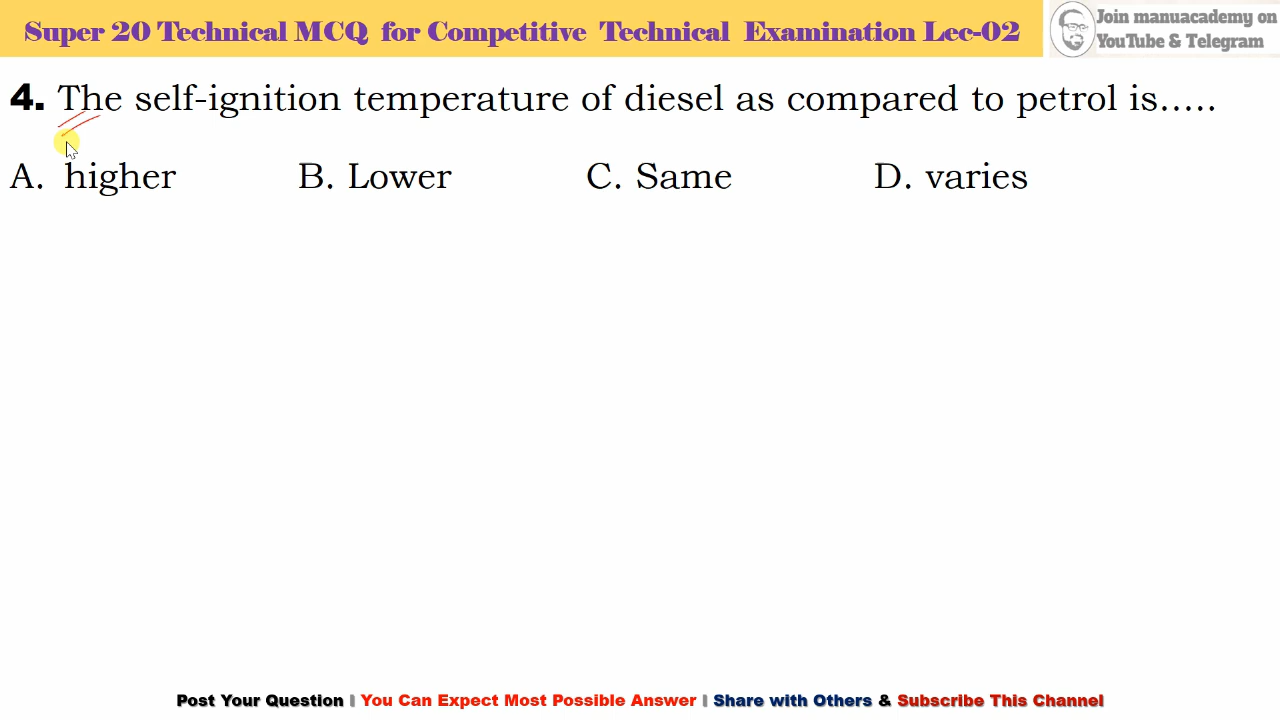 Super 20 Technical MCQ for Competitive Technical Examination Lec-02
Join manuacademy on
YouTube & Telegram
4. The self-ignition temperature of diesel as compared to petrol is.....
A. higher B. Lower C. Same D. varies
Post Your Question | You Can Expect Most Possible Answer | Share with Others & Subscribe This Channel